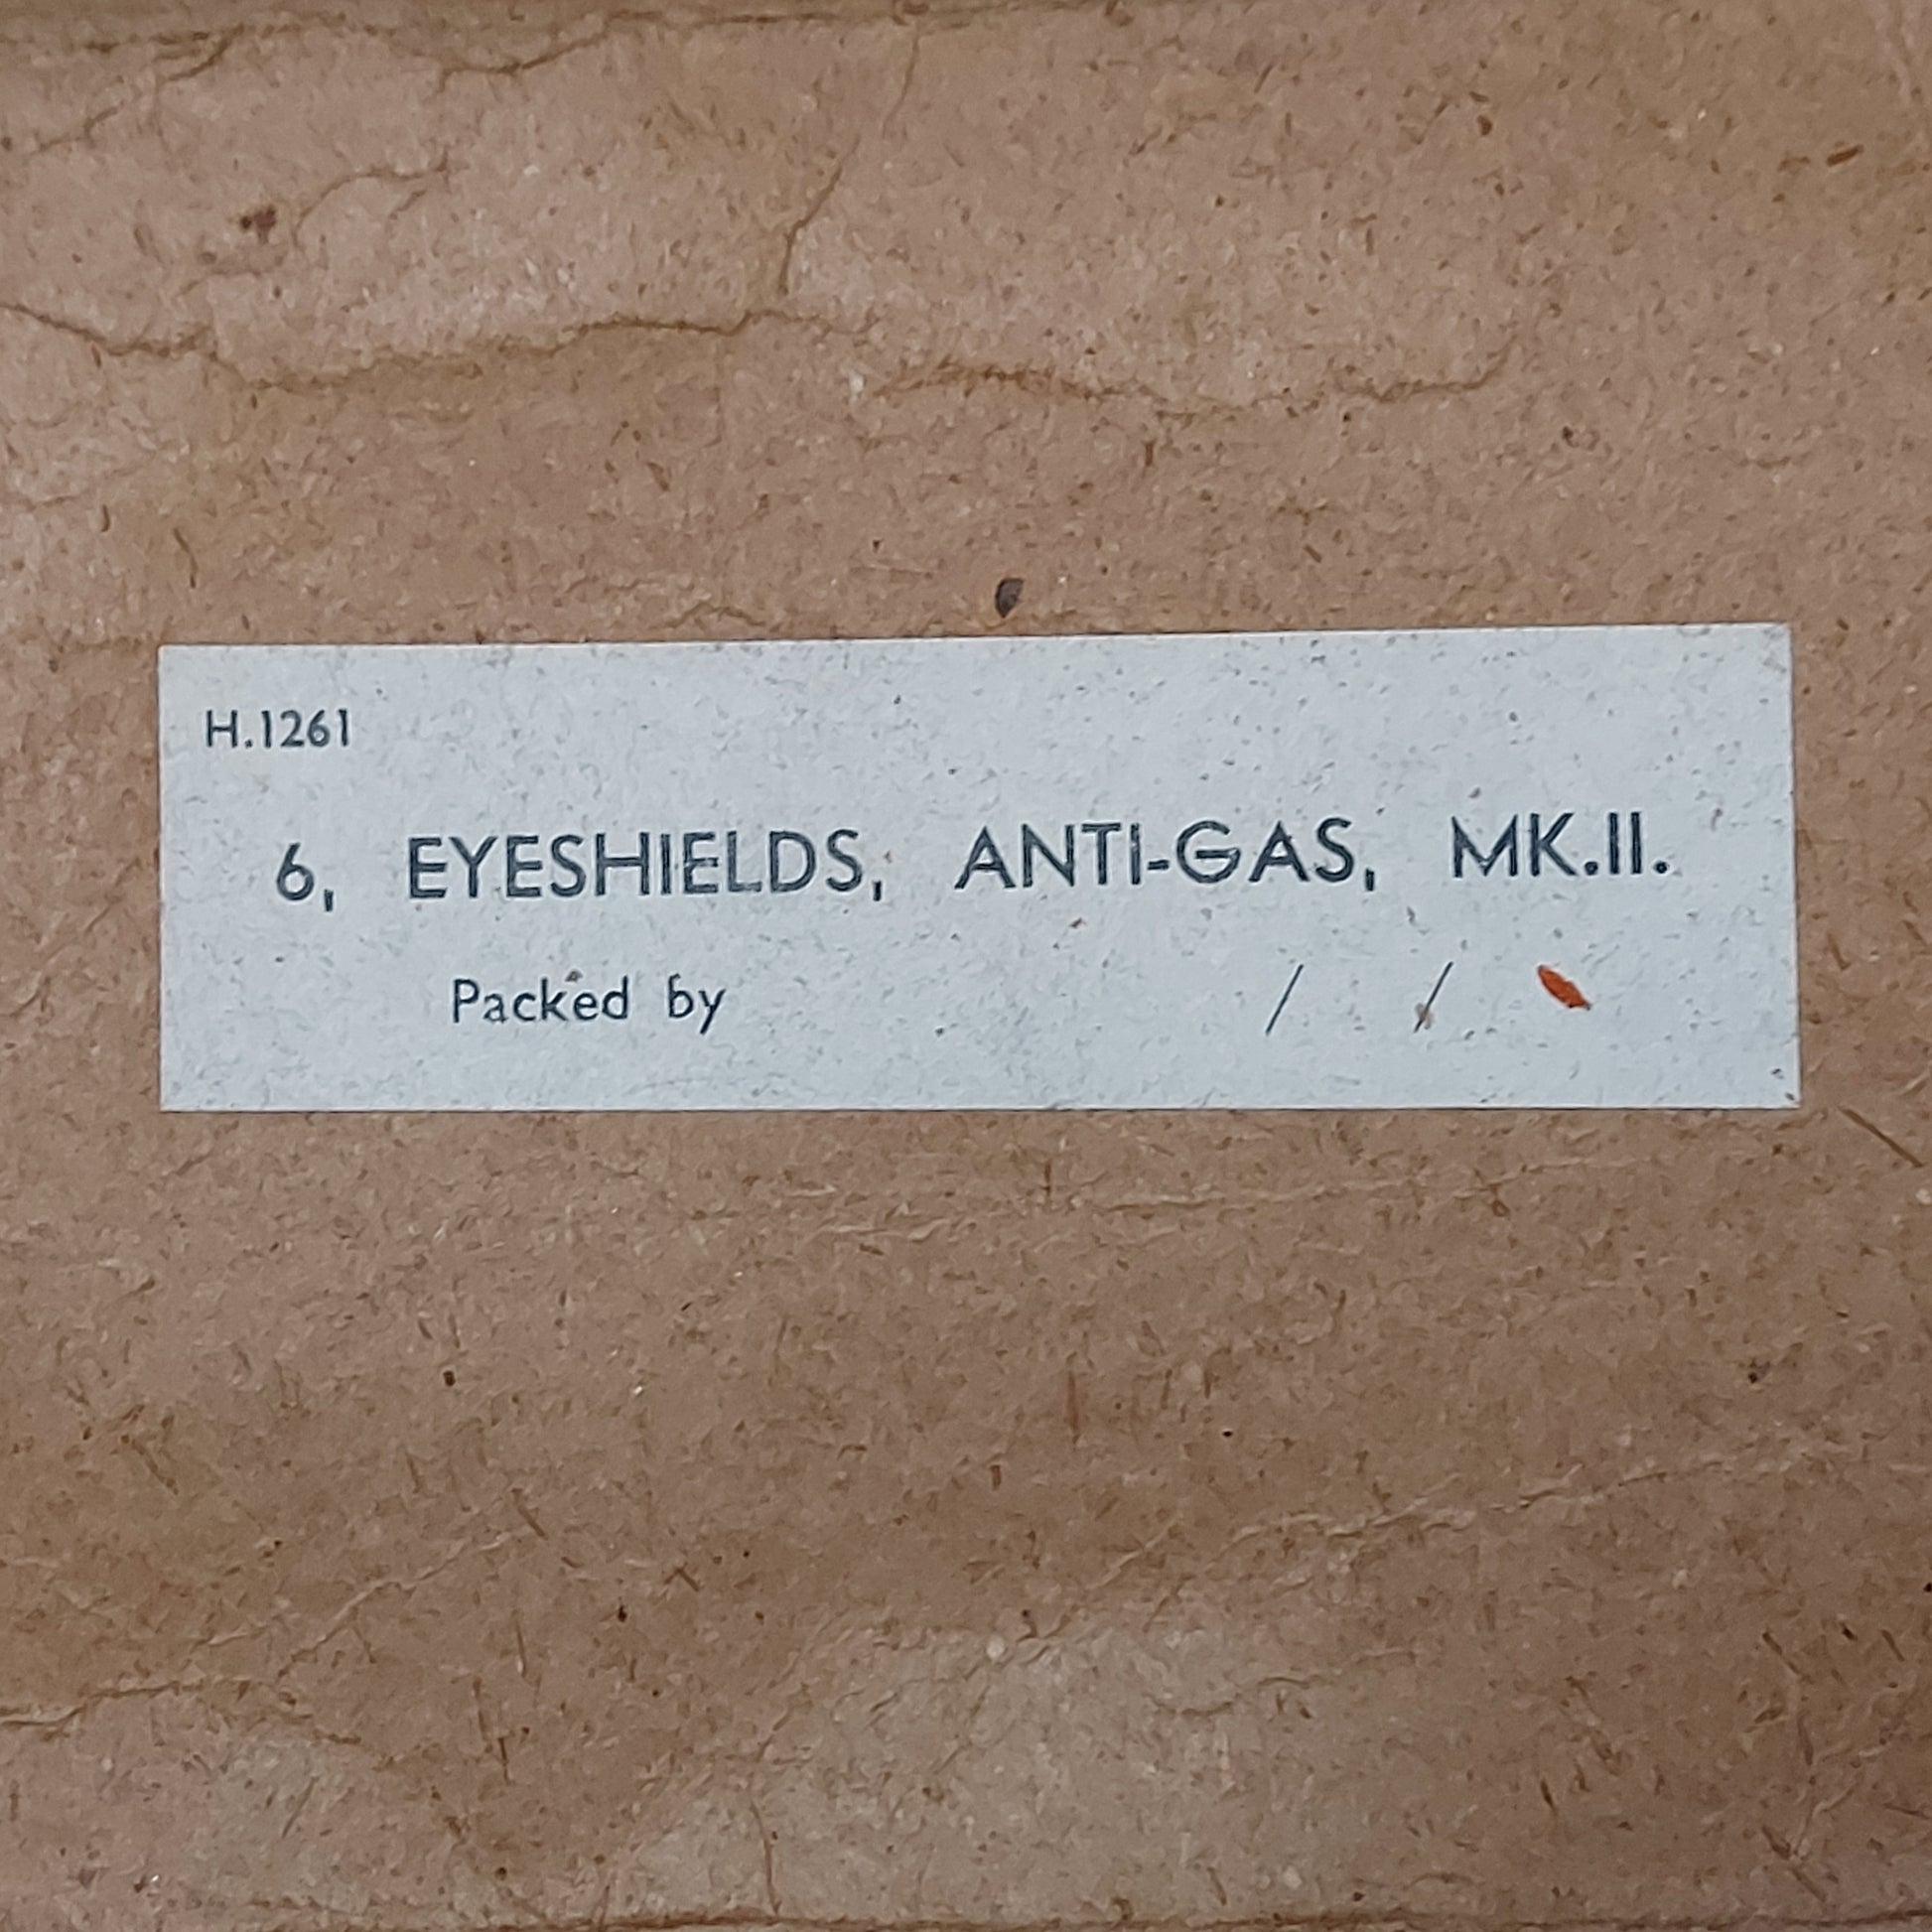 H.1261
6, EYESHIELDS, ANTI-GAS, MK.II.
Packed by / /